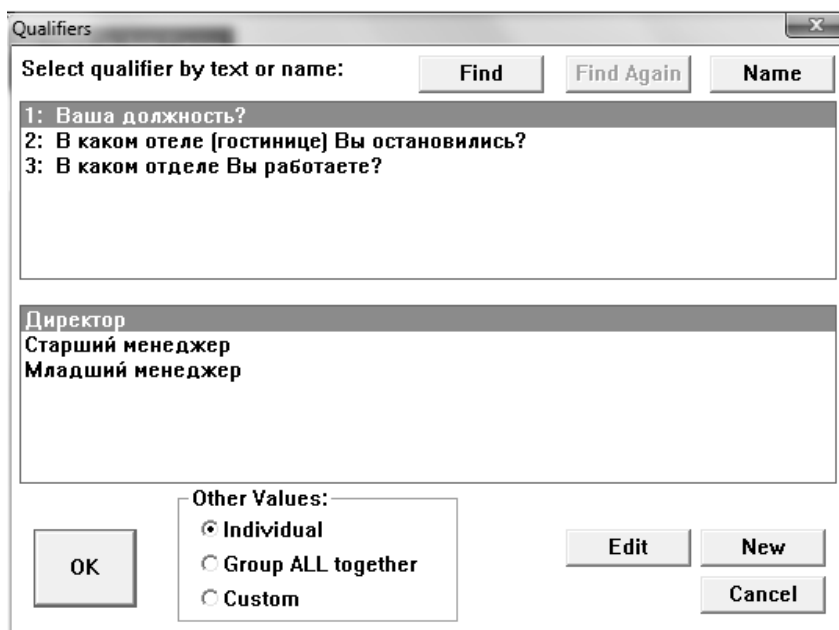 Qualifiers
Select qualifier by text or name:
Find
Find Again
Name
1: Ваша должность?
2: В каком отеле (гостинице) Вы остановились?
3: В каком отделе Вы работаете?
Директор
Старший менеджер
Младший менеджер
Other Values:
Individual
Group ALL together
Custom
OK
Edit
New
Cancel